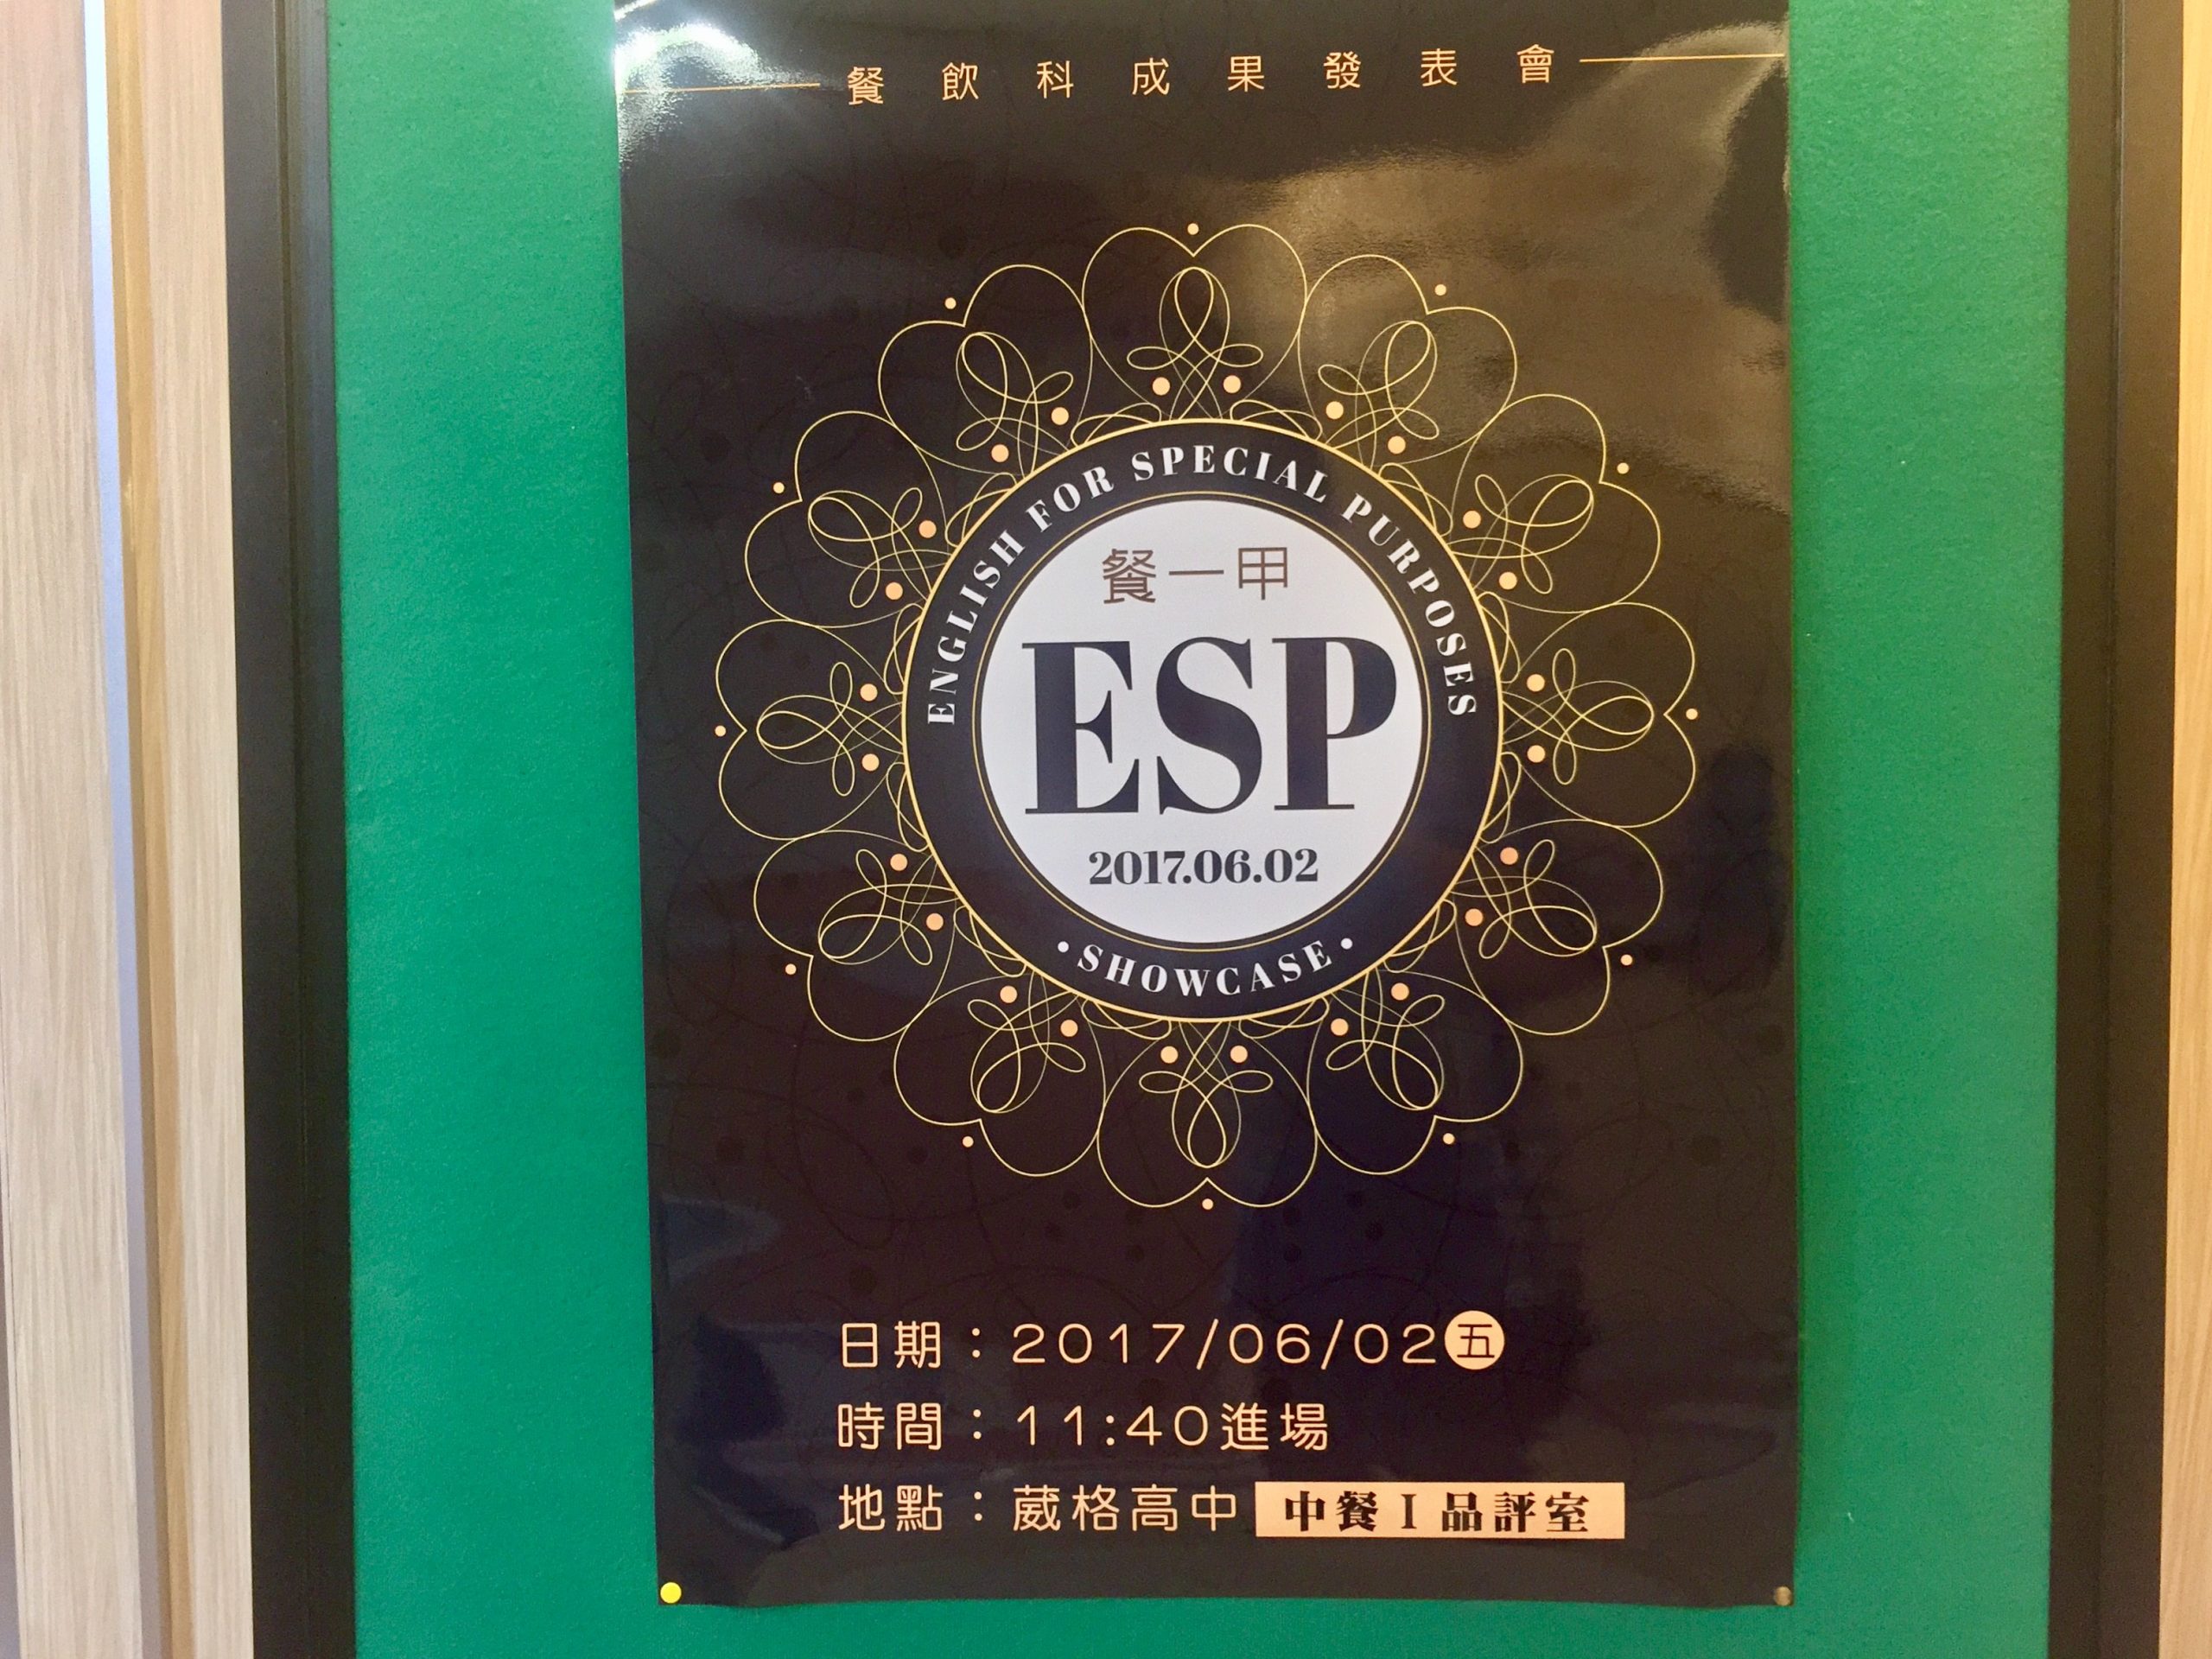 餐飲科成果發表會
ENGLISH FOR SPECIAL PURPOSES
餐一甲
ESP
2017.06.02
• SHOWCASE •
日期：2017/06/02五
時間：11:40進場
地點：葳格高中 中餐 I 品評室